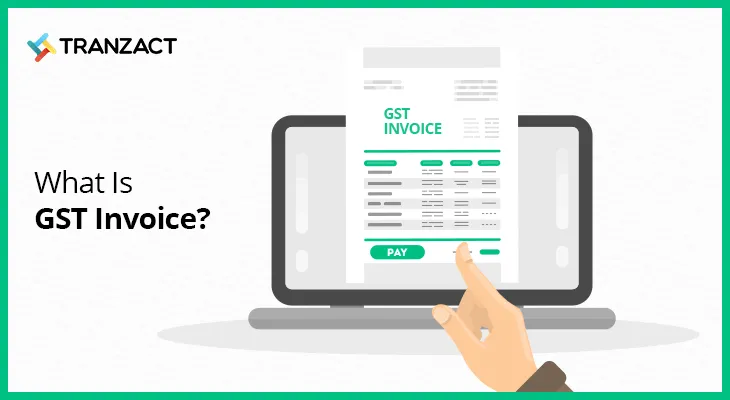 TRANZACT
What Is
GST Invoice?
GST
INVOICE
PAY